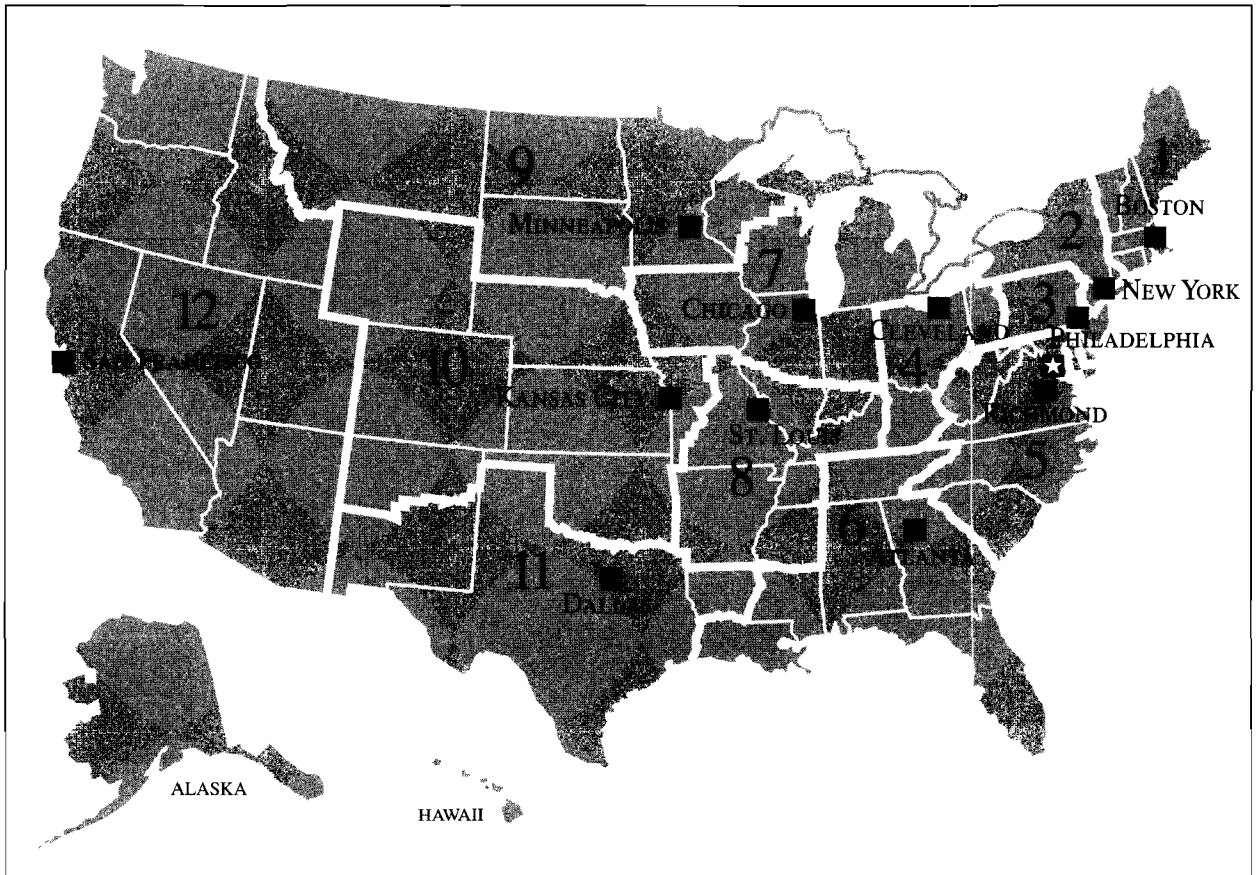 1
BOSTON
2
9
MINNEAPOLIS
7
NEW YORK
3
12
CHICAGO
CLEVELAND
PHILADELPHIA
SAN FRANCISCO
10
4
KANSAS CITY
RICHMOND
ST. LOUIS
5
8
6
ATLANTA
11
DALLAS
ALASKA
HAWAII